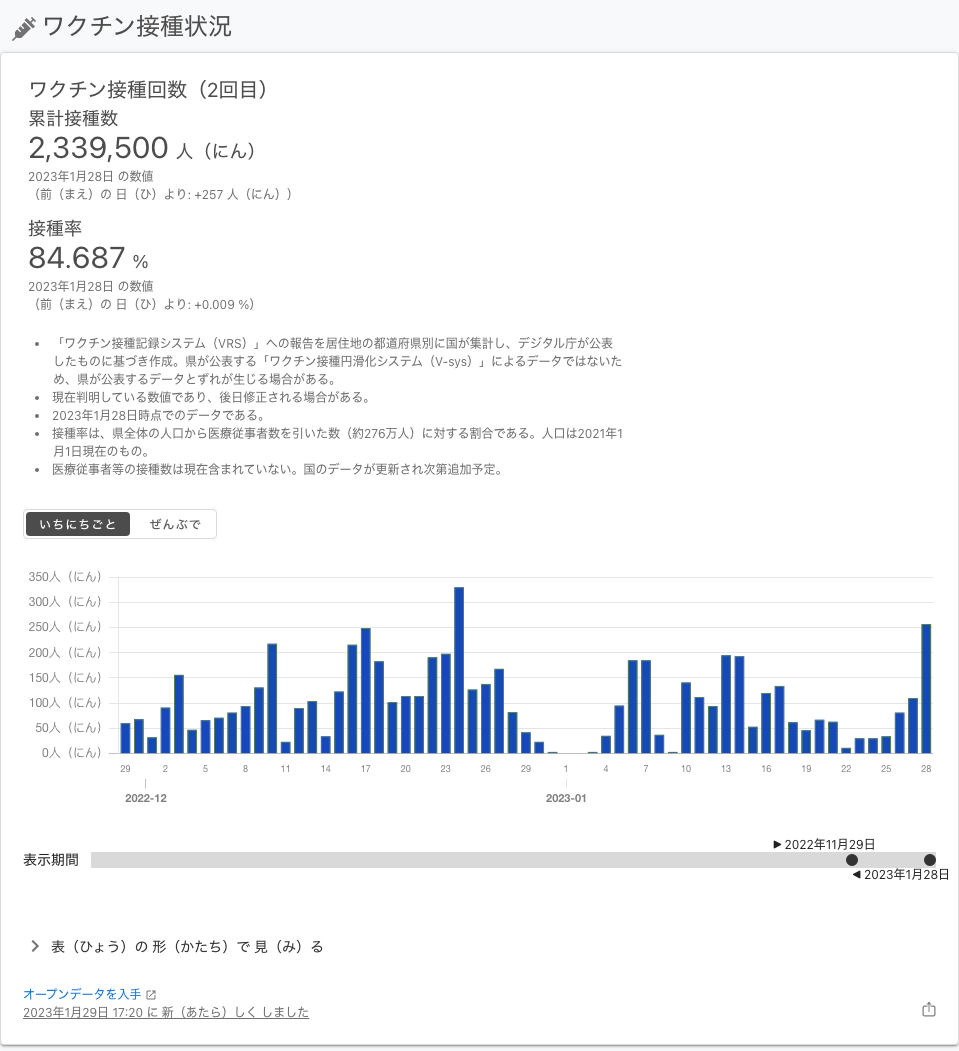 ワクチン接種状況
ワクチン接種回数（2回目）
累計接種数
2,339,500 人（にん）
2023年1月28日 の数値
（前（まえ）の 日（ひ）より: +257 人（にん））
接種率
84.687 %
2023年1月28日 の数値
（前（まえ）の 日（ひ）より: +0.009 %）
• 「ワクチン接種記録システム（VRS）」への報告を居住地の都道府県別に国が集計し、デジタル庁が公表
したものに基づき作成。県が公表する「ワクチン接種円滑化システム（V-sys）」によるデータではないた
め、県が公表するデータとずれが生じる場合がある。
• 現在判明している数値であり、後日修正される場合がある。
• 2023年1月28日時点でのデータである。
• 接種率は、県全体の人口から医療従事者数を引いた数（約276万人）に対する割合である。人口は2021年1
月1日現在のもの。
• 医療従事者等の接種数は現在含まれていない。国のデータが更新され次第追加予定。
いちにちごと ぜんぶで
350人（にん）
300人（にん）
250人（にん）
200人（にん）
150人（にん）
100人（にん）
50人（にん）
0人（にん）
29 2 5 8 11 14 17 20 23 26 29 1 4 7 10 13 16 19 22 25 28
2022-12 2023-01
▶ 2022年11月29日
表示期間
◀ 2023年1月28日
表（ひょう）の 形（かたち）で 見（み）る
オープンデータを入手
2023年1月29日 17:20 に 新（あたら）しく しました